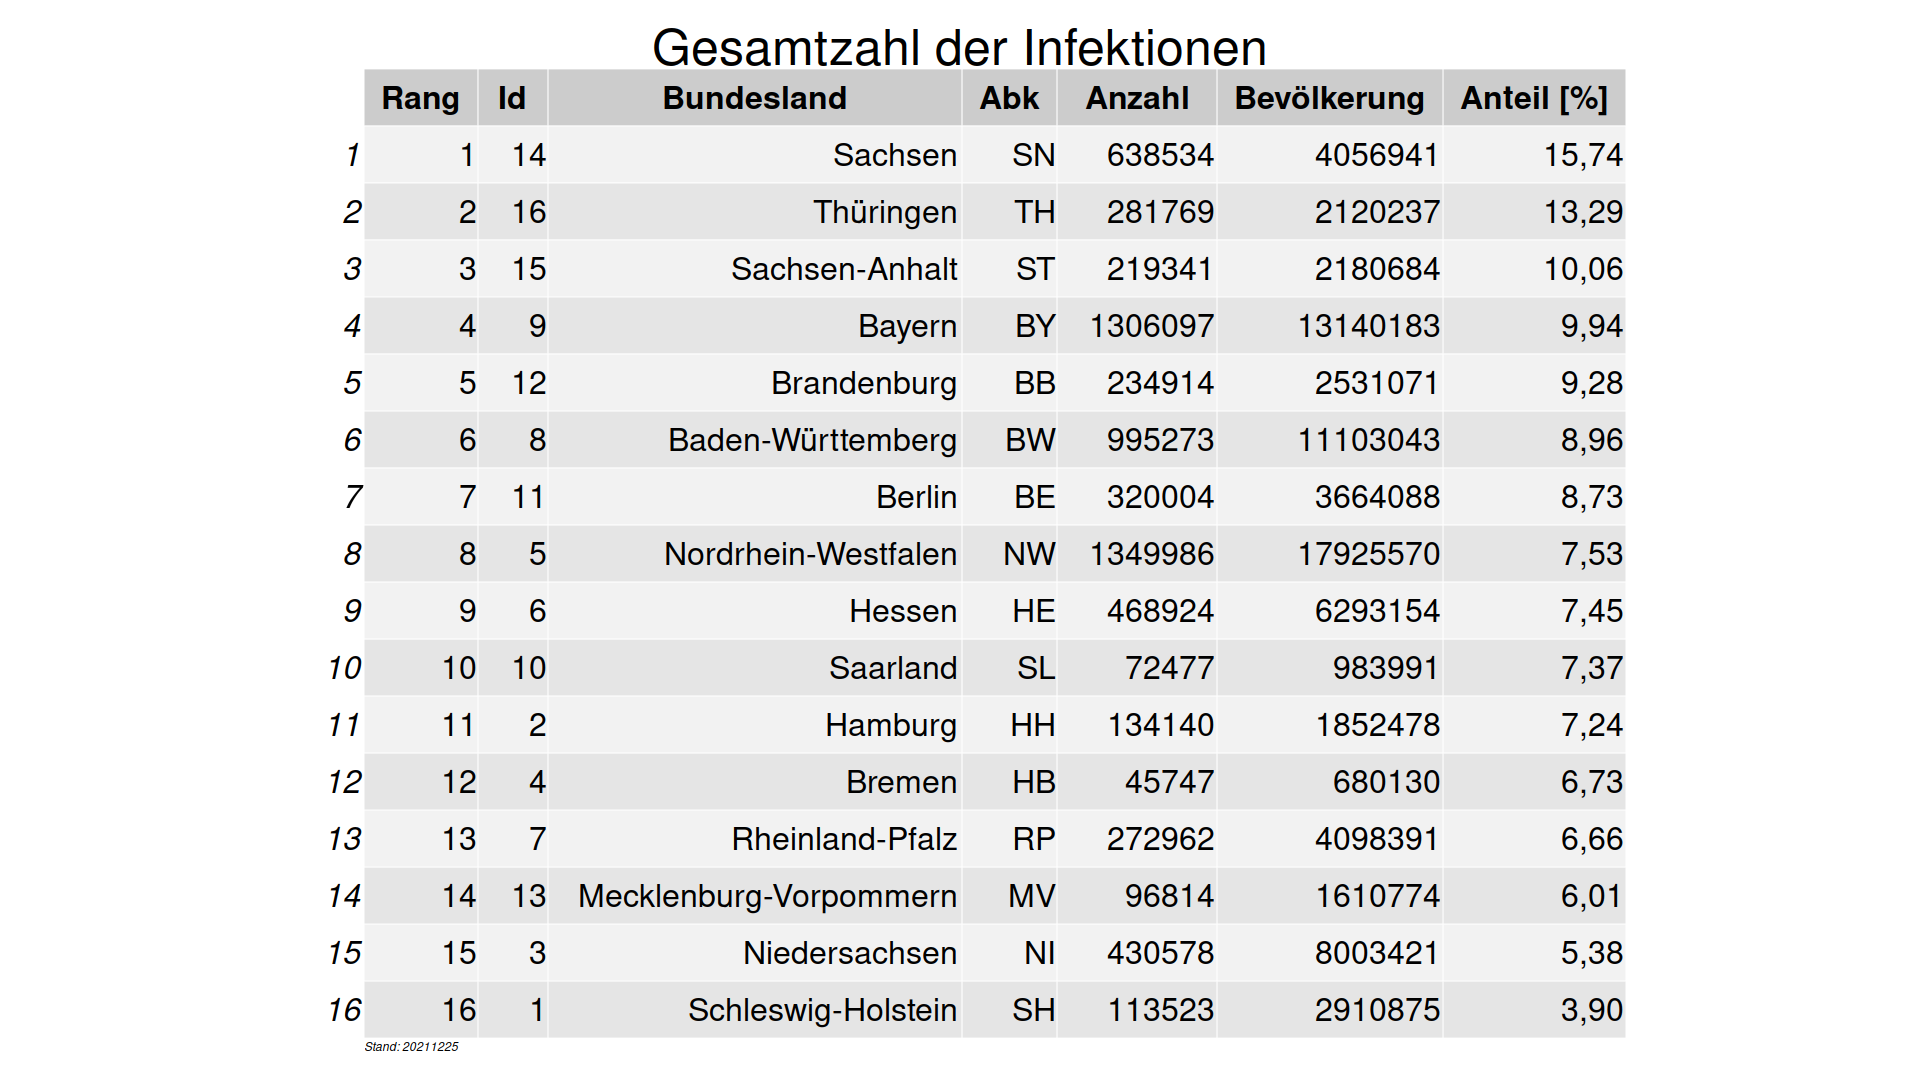 Gesamtzahl der Infektionen
Rang Id Bundesland Abk Anzahl Bevölkerung Anteil [%]
1 1 14 Sachsen SN 638534 4056941 15,74
2 2 16 Thüringen TH 281769 2120237 13,29
3 3 15 Sachsen-Anhalt ST 219341 2180684 10,06
4 4 9 Bayern BY 1306097 13140183 9,94
5 5 12 Brandenburg BB 234914 2531071 9,28
6 6 8 Baden-Württemberg BW 995273 11103043 8,96
7 7 11 Berlin BE 320004 3664088 8,73
8 8 5 Nordrhein-Westfalen NW 1349986 17925570 7,53
9 9 6 Hessen HE 468924 6293154 7,45
10 10 10 Saarland SL 72477 983991 7,37
11 11 2 Hamburg HH 134140 1852478 7,24
12 12 4 Bremen HB 45747 680130 6,73
13 13 7 Rheinland-Pfalz RP 272962 4098391 6,66
14 14 13 Mecklenburg-Vorpommern MV 96814 1610774 6,01
15 15 3 Niedersachsen NI 430578 8003421 5,38
16 16 1 Schleswig-Holstein SH 113523 2910875 3,90
Stand: 20211225